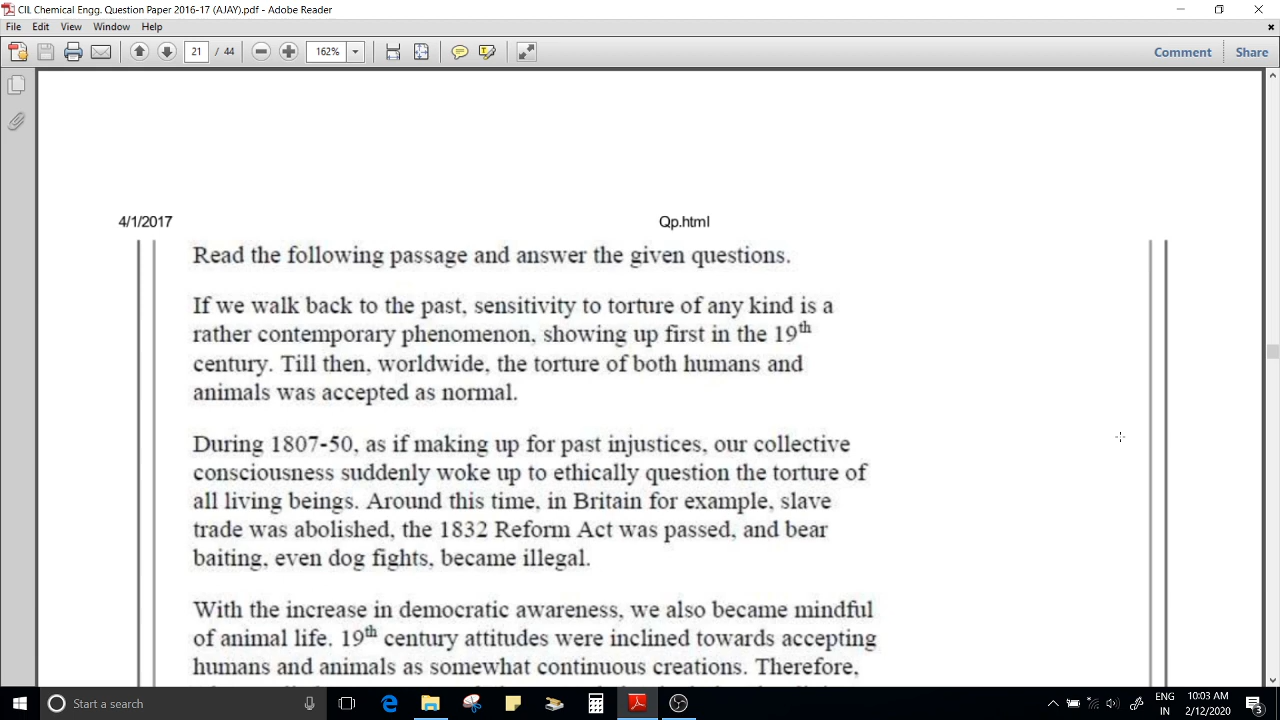 CIL Chemical Engg. Question Paper 2016-17 (AJAY).pdf - Adobe Reader
File Edit View Window Help
21 / 44 162% Comment Share
4/1/2017 Qp.html
Read the following passage and answer the given questions.
If we walk back to the past, sensitivity to torture of any kind is a
rather contemporary phenomenon, showing up first in the 19th
century. Till then, worldwide, the torture of both humans and
animals was accepted as normal.
During 1807-50, as if making up for past injustices, our collective
consciousness suddenly woke up to ethically question the torture of
all living beings. Around this time, in Britain for example, slave
trade was abolished, the 1832 Reform Act was passed, and bear
baiting, even dog fights, became illegal.
With the increase in democratic awareness, we also became mindful
of animal life. 19th century attitudes were inclined towards accepting
humans and animals as somewhat continuous creations. Therefore,
Start a search
ENG 10:03 AM
IN 2/12/2020 3